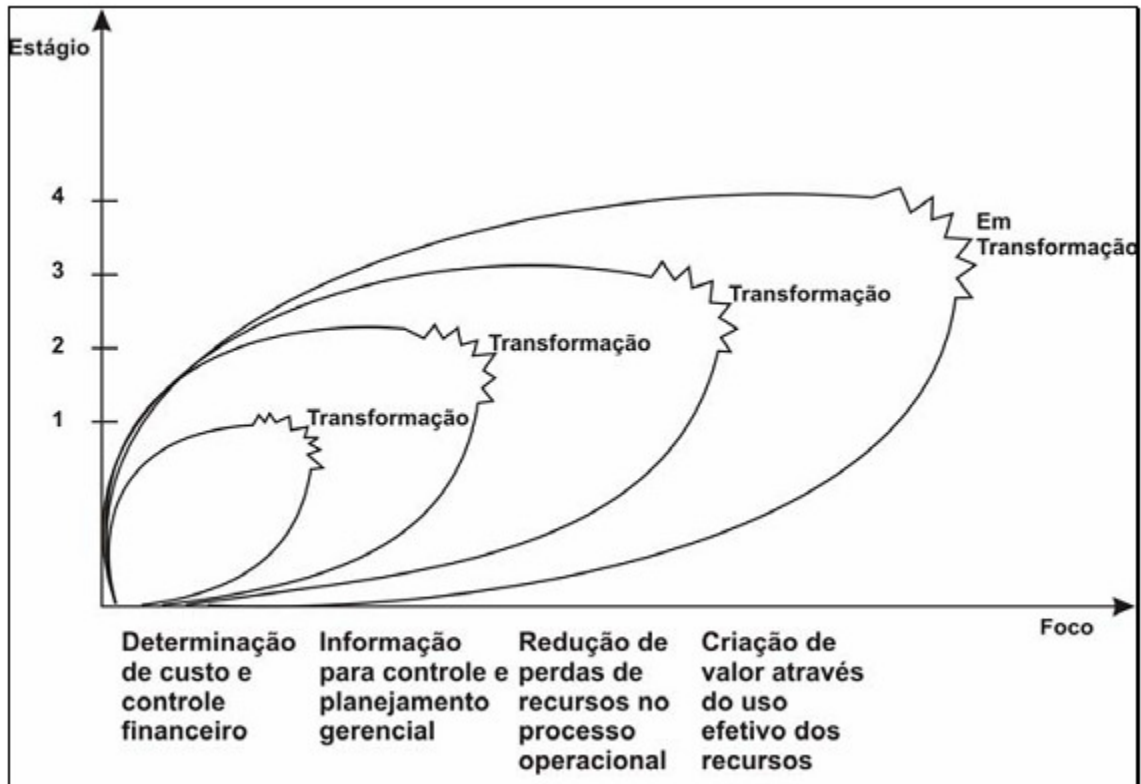 Estágio
4
Em
Transformação
3
Transformação
2
Transformação
1
Transformação
Foco
Determinação
de custo e
controle
financeiro
Informação
para controle e
planejamento
gerencial
Redução de
perdas de
recursos no
processo
operacional
Criação de
valor através
do uso
efetivo dos
recursos